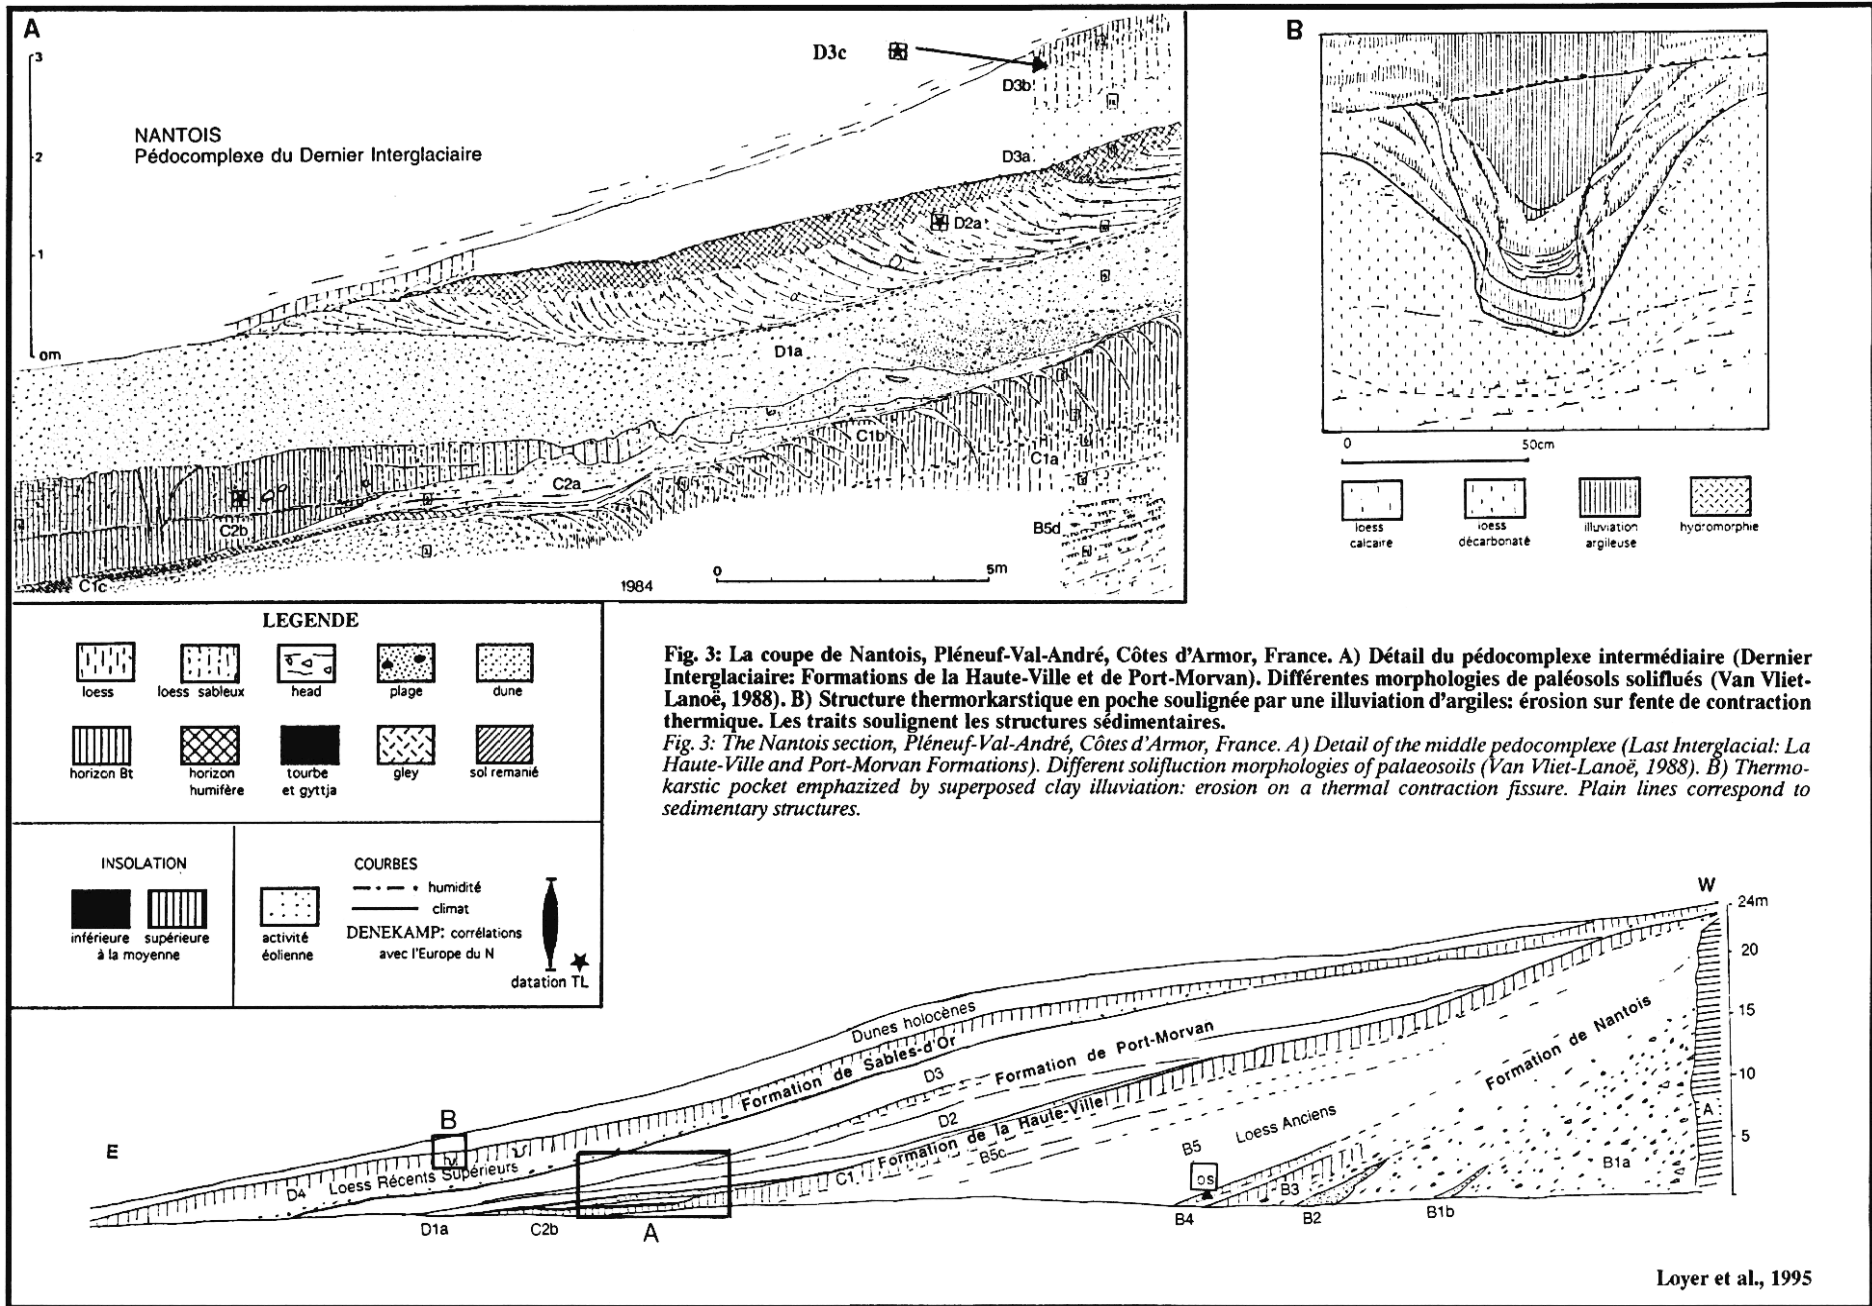 A
3
2
1
0m
NANTOIS
Pédocomplexe du Dernier Interglaciaire
D3c
D3b
D3a
D2a
D1a
C1b
C1a
C2a
C2b
C1c
B5d
1984
0
5m
B
0
50cm
loess
calcaire
loess
décarbonaté
illuviation
argileuse
hydromorphie
LEGENDE
loess
loess sableux
head
plage
dune
horizon Bt
horizon
humifère
tourbe
et gyttja
gley
sol remanié
INSOLATION
inférieure
supérieure
à la moyenne
activité
éolienne
COURBES
humidité
climat
DENEKAMP: corrélations
avec l'Europe du N
datation TL
Fig. 3: La coupe de Nantois, Pléneuf-Val-André, Côtes d'Armor, France. A) Détail du pédocomplexe intermédiaire (Dernier
Interglaciaire: Formations de la Haute-Ville et de Port-Morvan). Différentes morphologies de paléosols soliflués (Van Vliet-
Lanoë, 1988). B) Structure thermorkarstique en poche soulignée par une illuviation d'argiles: érosion sur fente de contraction
thermique. Les traits soulignent les structures sédimentaires.
Fig. 3: The Nantois section, Pléneuf-Val-André, Côtes d'Armor, France. A) Detail of the middle pedocomplexe (Last Interglacial: La
Haute-Ville and Port-Morvan Formations). Different solifluction morphologies of palaeosoils (Van Vliet-Lanoë, 1988). B) Thermo-
karstic pocket emphazized by superposed clay illuviation: erosion on a thermal contraction fissure. Plain lines correspond to
sedimentary structures.
W
24m
20
15
10
5
E
B
Dunes holocènes
Formation de Sables-d'Or
Formation de Port-Morvan
Formation de Nantois
D3
D2
Formation de la Haute-Ville
B5c
Loess Anciens
B5
os
A
B1a
D4
Loess Récents Supérieurs
C1
B3
D1a
C2b
A
B4
B2
B1b
Loyer et al., 1995